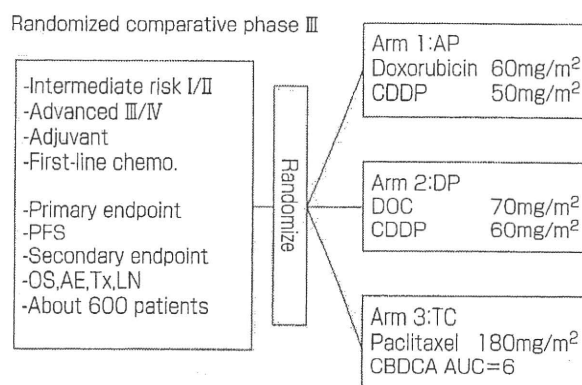 Randomized comparative phase Ⅲ
-Intermediate risk Ⅰ/Ⅱ
-Advanced Ⅲ/Ⅳ
-Adjuvant
-First-line chemo.
-Primary endpoint
-PFS
-Secondary endpoint
-OS,AE,Tx,LN
-About 600 patients
Randomize
Arm 1:AP
Doxorubicin 60mg/m²
CDDP 50mg/m²
Arm 2:DP
DOC 70mg/m²
CDDP 60mg/m²
Arm 3:TC
Paclitaxel 180mg/m²
CBDCA AUC=6